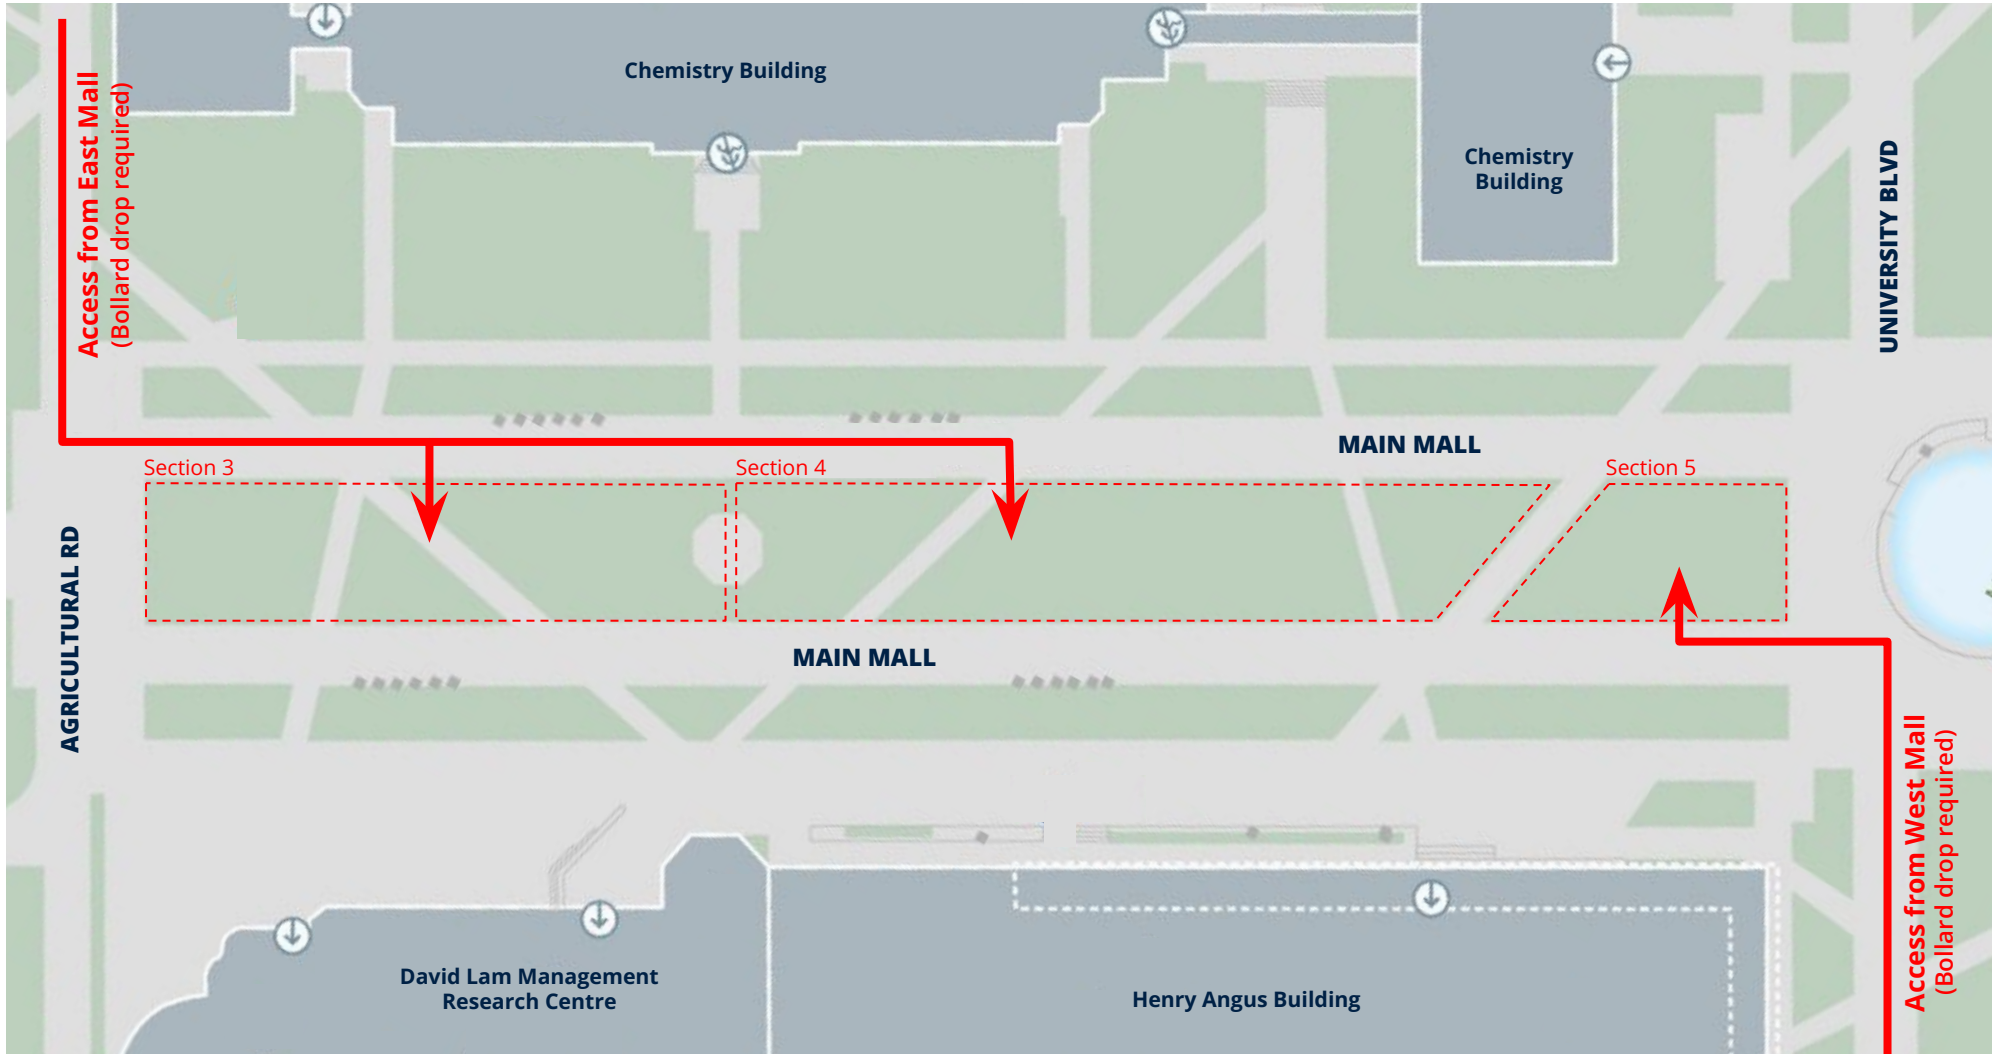 Chemistry Building
Chemistry
Building
Access from East Mall
(Bollard drop required)
UNIVERSITY BLVD
MAIN MALL
Section 3
Section 4
Section 5
AGRICULTURAL RD
MAIN MALL
Access from West Mall
(Bollard drop required)
David Lam Management
Research Centre
Henry Angus Building